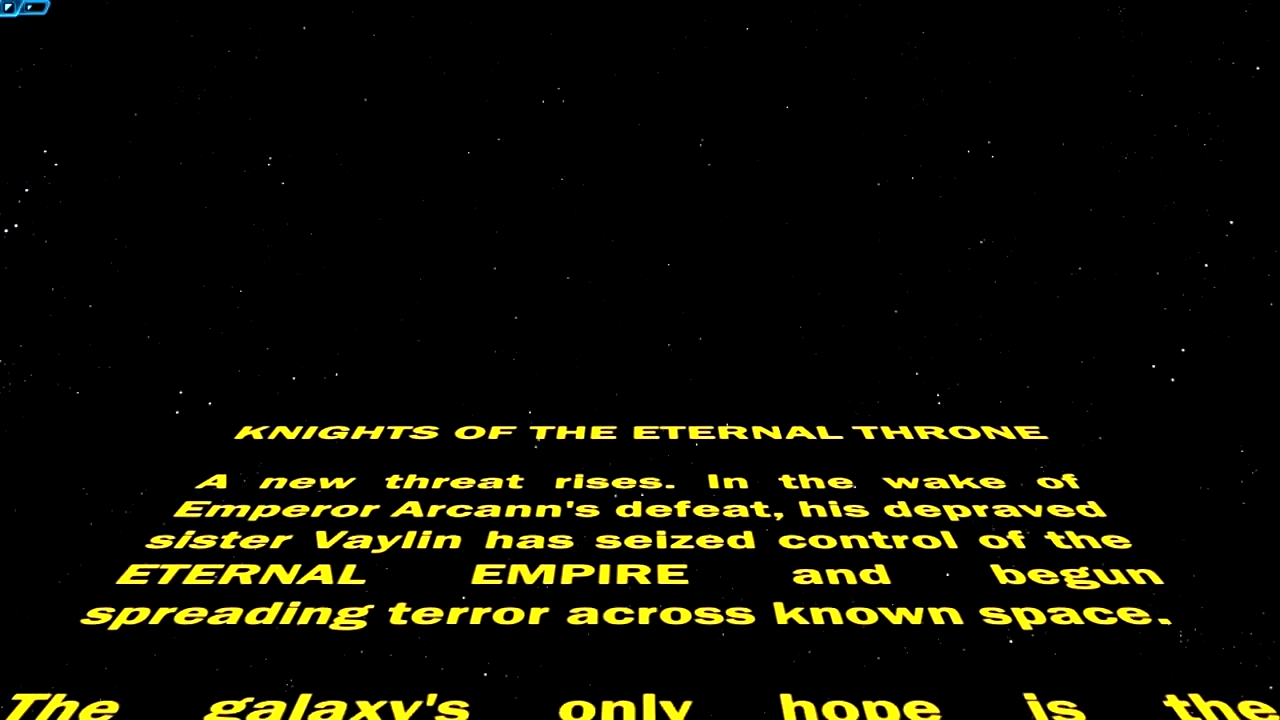 KNIGHTS OF THE ETERNAL THRONE
A new threat rises. In the wake of
Emperor Arcann's defeat, his depraved
sister Vaylin has seized control of the
ETERNAL EMPIRE and begun
spreading terror across known space.
The galaxy's only hope is the